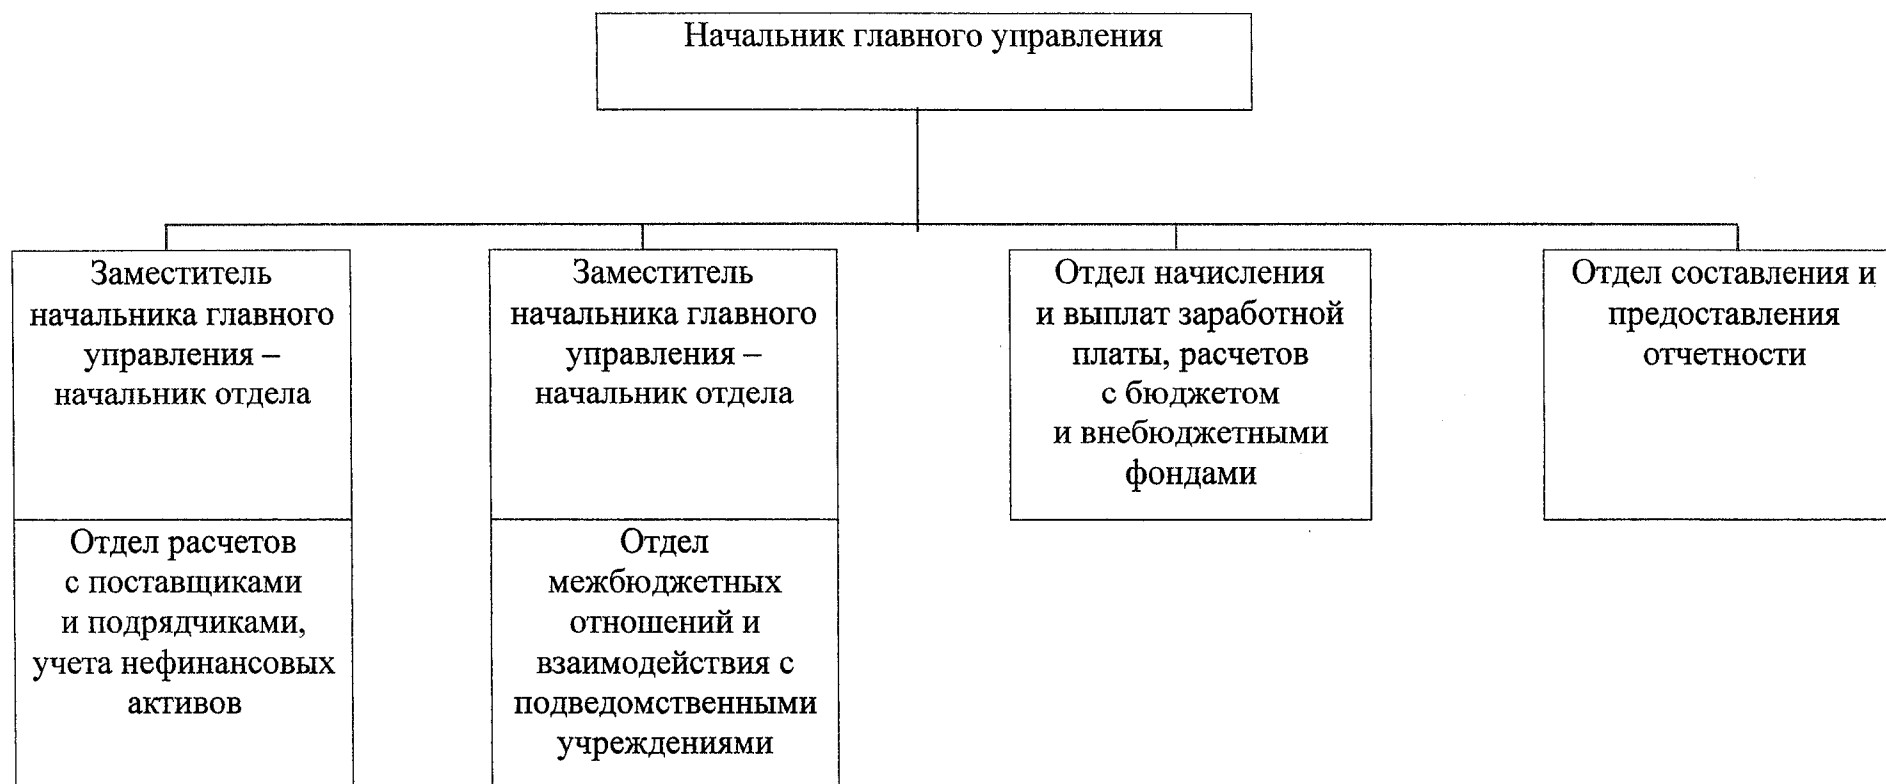 Начальник главного управления
Заместитель
начальника главного
управления –
начальник отдела
Отдел расчетов
с поставщиками
и подрядчиками,
учета нефинансовых
активов
Заместитель
начальника главного
управления –
начальник отдела
Отдел
межбюджетных
отношений и
взаимодействия с
подведомственными
учреждениями
Отдел начисления
и выплат заработной
платы, расчетов
с бюджетом
и внебюджетными
фондами
Отдел составления и
предоставления
отчетности